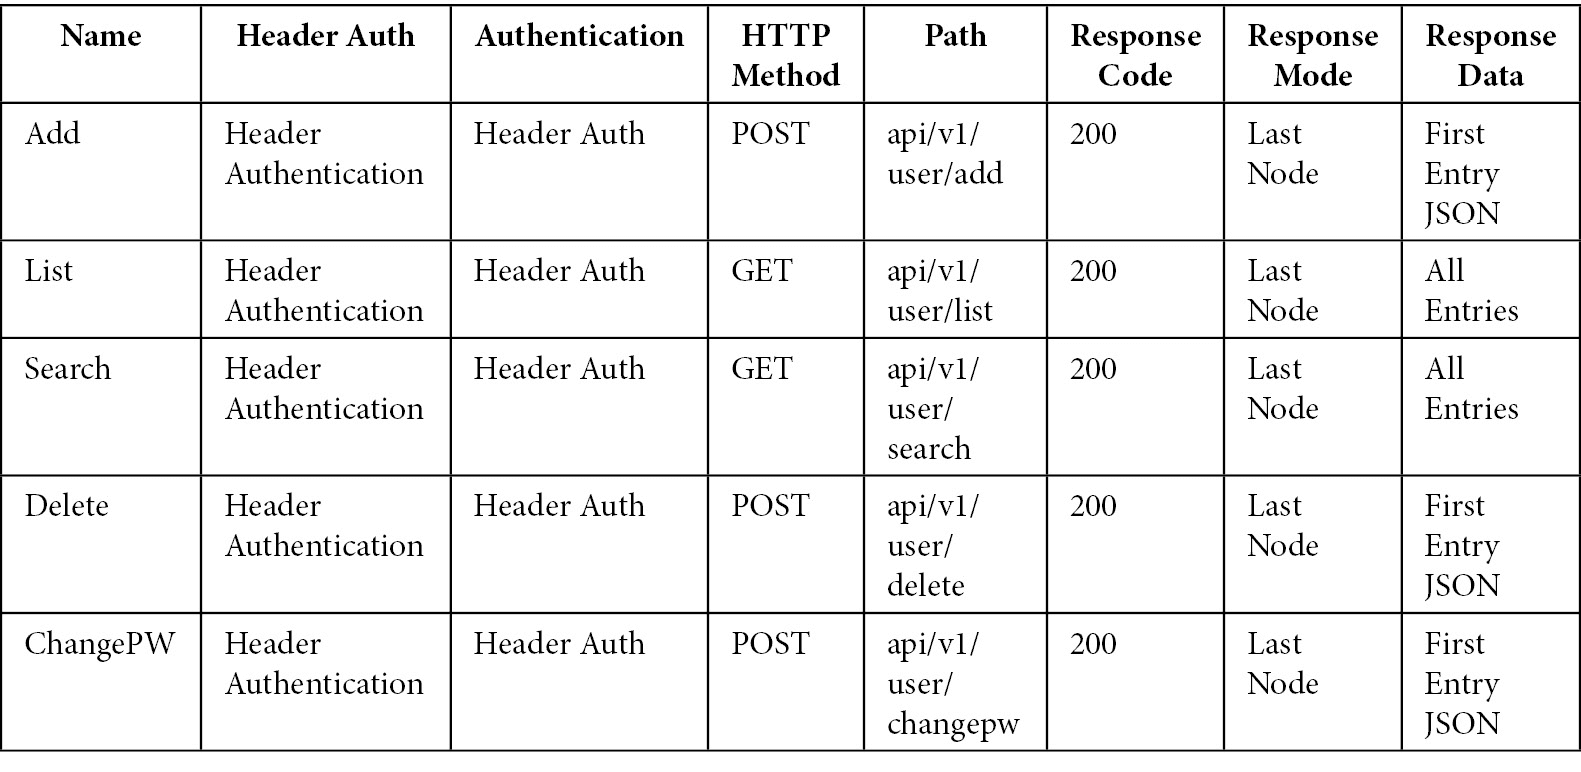 Name
Header Auth
Authentication
HTTP
Method
Path
Response
Code
Response
Mode
Response
Data
Add
Header
Authentication
Header Auth
POST
api/v1/
user/add
200
Last
Node
First
Entry
JSON
List
Header
Authentication
Header Auth
GET
api/v1/
user/list
200
Last
Node
All
Entries
Search
Header
Authentication
Header Auth
GET
api/v1/
user/
search
200
Last
Node
All
Entries
Delete
Header
Authentication
Header Auth
POST
api/v1/
user/
delete
200
Last
Node
First
Entry
JSON
ChangePW
Header
Authentication
Header Auth
POST
api/v1/
user/
changepw
200
Last
Node
First
Entry
JSON